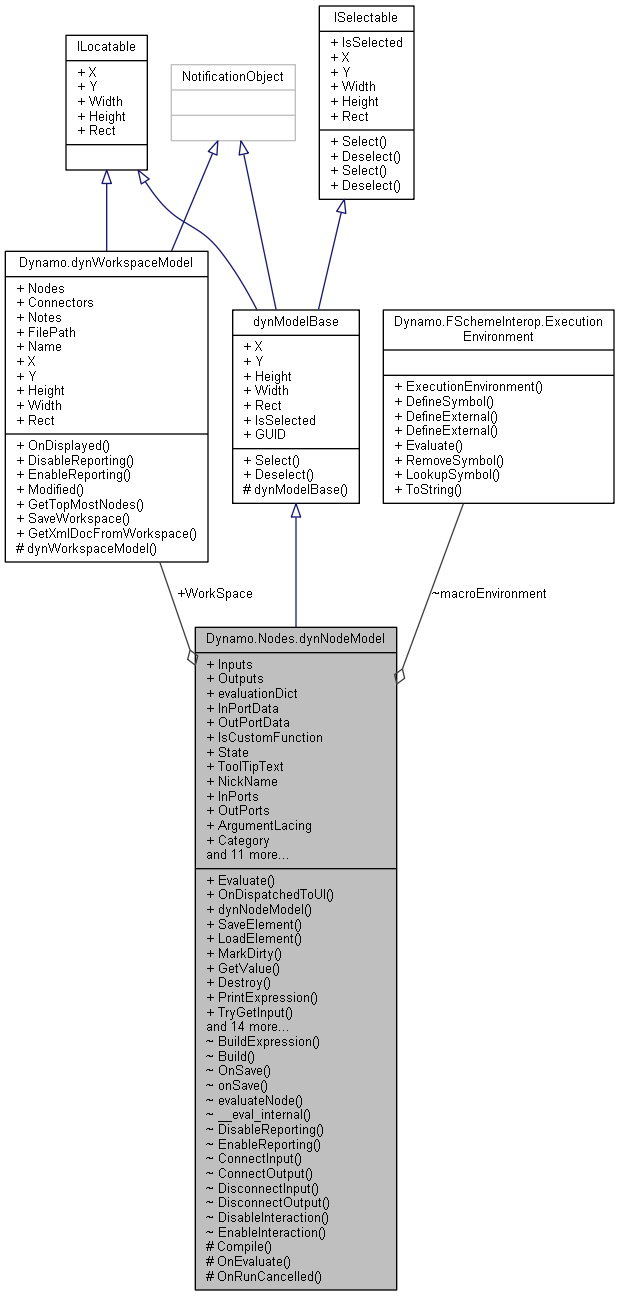 ILocatable
+ X
+ Y
+ Width
+ Height
+ Rect
NotificationObject
ISelectable
+ IsSelected
+ X
+ Y
+ Width
+ Height
+ Rect
+ Select()
+ Deselect()
+ Select()
+ Deselect()
Dynamo.dynWorkspaceModel
+ Nodes
+ Connectors
+ Notes
+ FilePath
+ Name
+ X
+ Y
+ Height
+ Width
+ Rect
+ OnDisplayed()
+ DisableReporting()
+ EnableReporting()
+ Modified()
+ GetTopMostNodes()
+ SaveWorkspace()
+ GetXmlDocFromWorkspace()
# dynWorkspaceModel()
dynModelBase
+ X
+ Y
+ Height
+ Width
+ Rect
+ IsSelected
+ GUID
+ Select()
+ Deselect()
# dynModelBase()
Dynamo.FSchemeInterop.Execution
Environment
+ ExecutionEnvironment()
+ DefineSymbol()
+ DefineExternal()
+ DefineExternal()
+ Evaluate()
+ RemoveSymbol()
+ LookupSymbol()
+ ToString()
+WorkSpace
~macroEnvironment
Dynamo.Nodes.dynNodeModel
+ Inputs
+ Outputs
+ evaluationDict
+ InPortData
+ OutPortData
+ IsCustomFunction
+ State
+ ToolTipText
+ NickName
+ InPorts
+ OutPorts
+ ArgumentLacing
+ Category
and 11 more...
+ Evaluate()
+ OnDispatchedToUI()
+ dynNodeModel()
+ SaveElement()
+ LoadElement()
+ MarkDirty()
+ GetValue()
+ Destroy()
+ PrintExpression()
+ TryGetInput()
and 14 more...
~ BuildExpression()
~ Build()
~ OnSave()
~ onSave()
~ evaluateNode()
~ __eval_internal()
~ DisableReporting()
~ EnableReporting()
~ ConnectInput()
~ ConnectOutput()
~ DisconnectInput()
~ DisconnectOutput()
~ DisableInteraction()
~ EnableInteraction()
# Compile()
# OnEvaluate()
# OnRunCancelled()